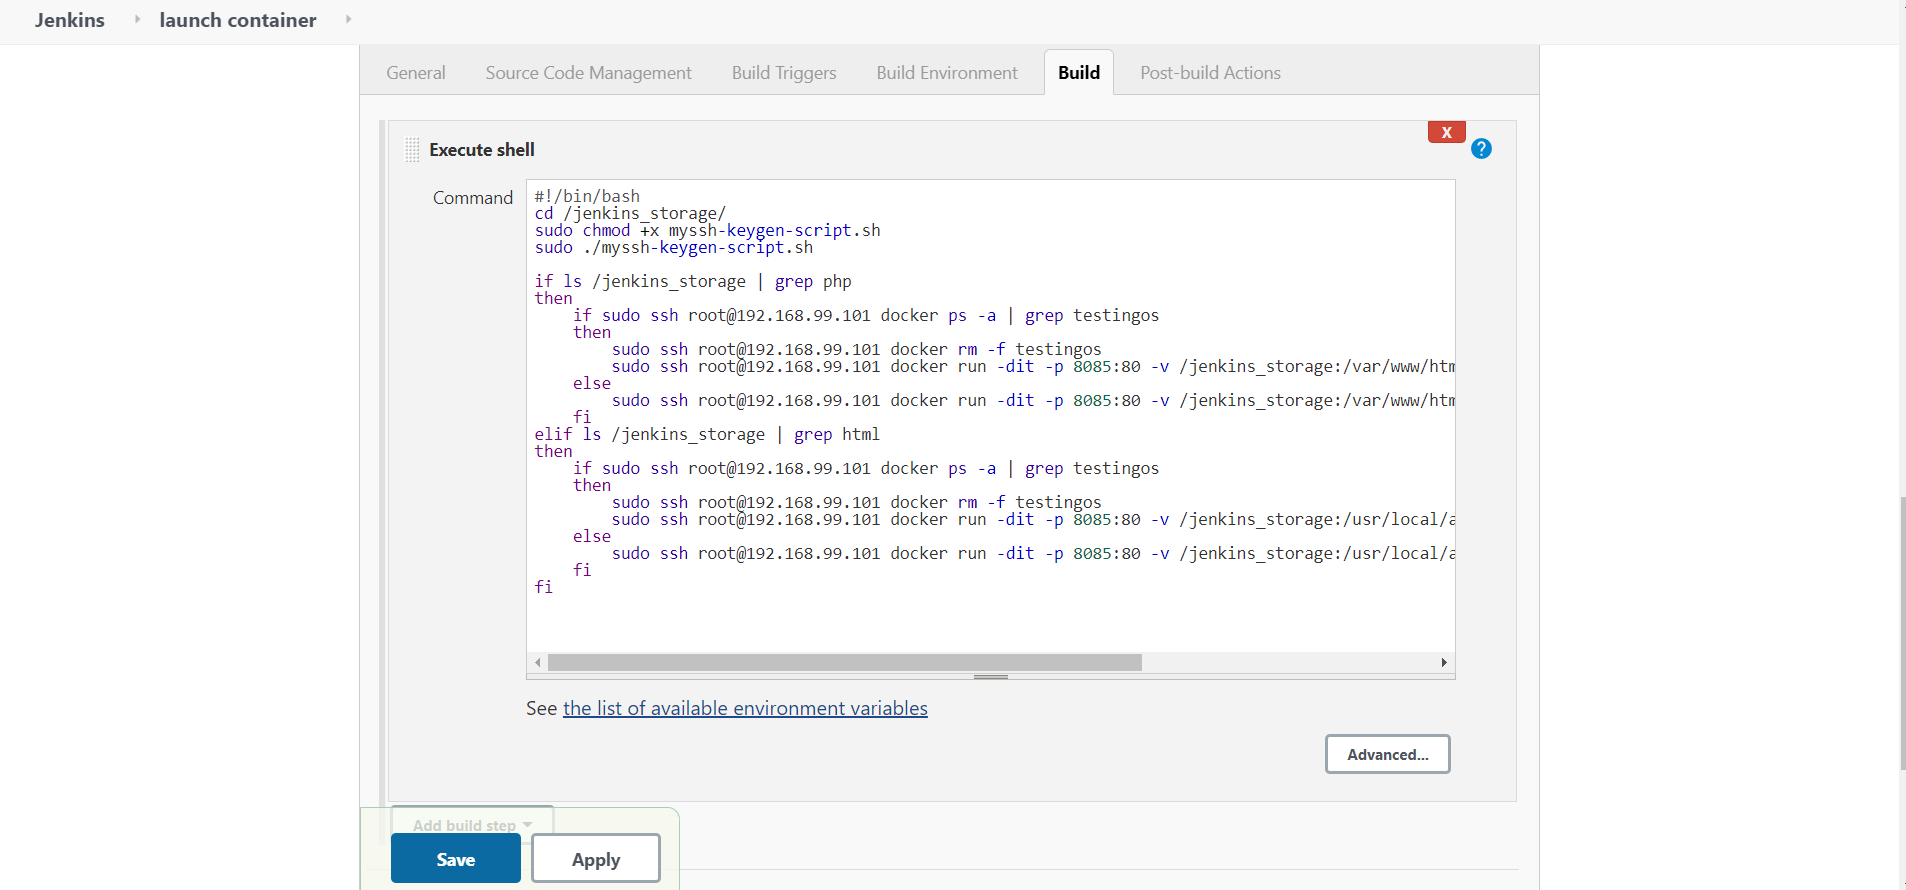 Jenkins launch container
General Source Code Management Build Triggers Build Environment Build Post-build Actions
X
Execute shell
?
Command
#!/bin/bash
cd /jenkins_storage/
sudo chmod +x myssh-keygen-script.sh
sudo ./myssh-keygen-script.sh
if ls /jenkins_storage | grep php
then
if sudo ssh root@192.168.99.101 docker ps -a | grep testingos
then
sudo ssh root@192.168.99.101 docker rm -f testingos
sudo ssh root@192.168.99.101 docker run -dit -p 8085:80 -v /jenkins_storage:/var/www/htm
else
sudo ssh root@192.168.99.101 docker run -dit -p 8085:80 -v /jenkins_storage:/var/www/htm
fi
elif ls /jenkins_storage | grep html
then
if sudo ssh root@192.168.99.101 docker ps -a | grep testingos
then
sudo ssh root@192.168.99.101 docker rm -f testingos
sudo ssh root@192.168.99.101 docker run -dit -p 8085:80 -v /jenkins_storage:/usr/local/a
else
sudo ssh root@192.168.99.101 docker run -dit -p 8085:80 -v /jenkins_storage:/usr/local/a
fi
fi
See the list of available environment variables
Advanced...
Add build step
Save Apply